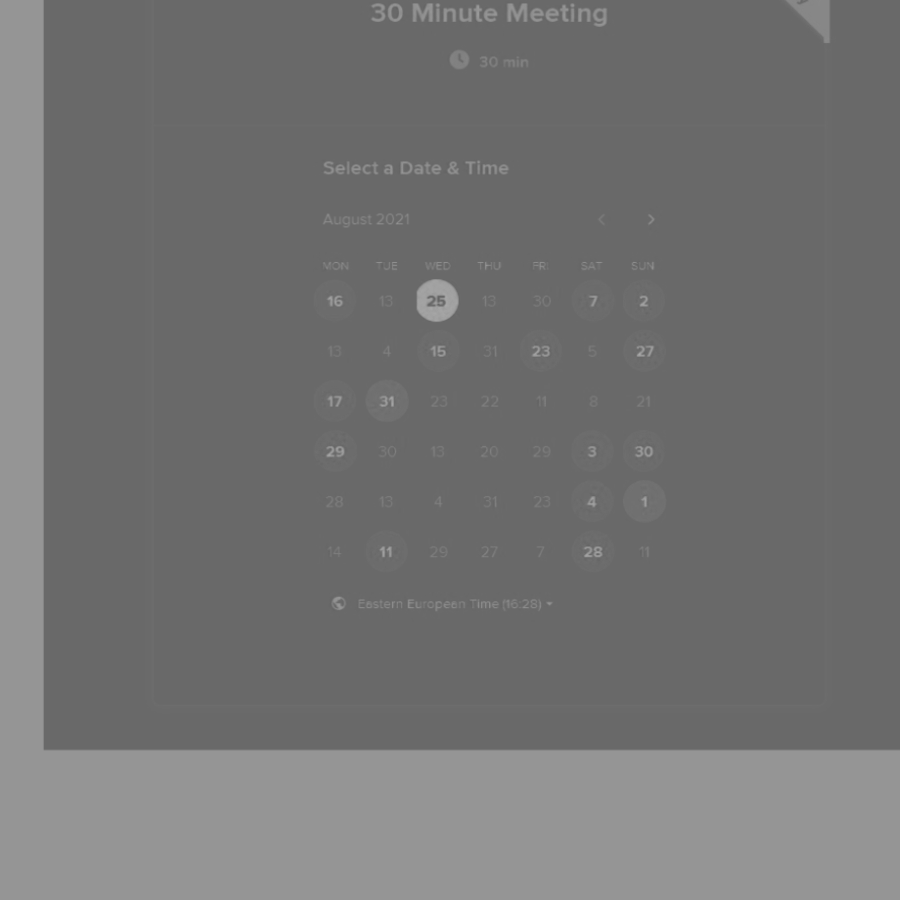 30 Minute Meeting
30 min
Select a Date & Time
August 2021
MON TUE WED THU FRI SAT SUN
16 13 25 13 30 7 2
13 4 15 31 23 5 27
17 31 23 22 11 8 21
29 30 13 20 29 3 30
28 13 4 31 23 4 1
14 11 29 27 7 28 11
Eastern European Time (16:28)